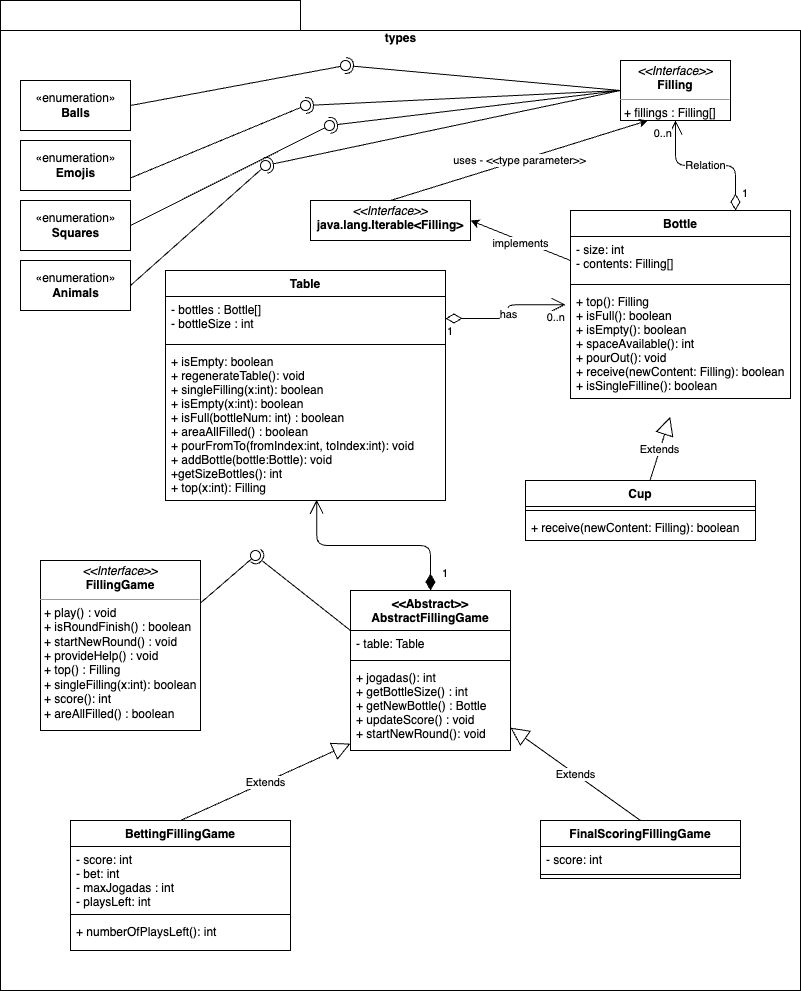 types
<<Interface>>
Filling
+ fillings : Filling[]
«enumeration»
Balls
«enumeration»
Emojis
«enumeration»
Squares
«enumeration»
Animals
0..n
uses - <<type parameter>>
Relation
1
<<Interface>>
java.lang.Iterable<Filling>
implements
Bottle
- size: int
- contents: Filling[]
+ top(): Filling
+ isFull(): boolean
+ isEmpty(): boolean
+ spaceAvailable(): int
+ pourOut(): void
+ receive(newContent: Filling): boolean
+ isSingleFilline(): boolean
Table
- bottles : Bottle[]
- bottleSize : int
+ isEmpty: boolean
+ regenerateTable(): void
+ singleFilling(x:int): boolean
+ isEmpty(x:int): boolean
+ isFull(bottleNum: int) : boolean
+ areaAllFilled() : boolean
+ pourFromTo(fromIndex:int, toIndex:int): void
+ addBottle(bottle:Bottle): void
+getSizeBottles(): int
+ top(x:int): Filling
1
has
0..n
Extends
Cup
+ receive(newContent: Filling): boolean
<<Interface>>
FillingGame
+ play() : void
+ isRoundFinish() : boolean
+ startNewRound() : void
+ provideHelp() : void
+ top() : Filling
+ singleFilling(x:int): boolean
+ score(): int
+ areAllFilled() : boolean
1
<<Abstract>>
AbstractFillingGame
- table: Table
+ jogadas(): int
+ getBottleSize() : int
+ getNewBottle() : Bottle
+ updateScore() : void
+ startNewRound(): void
Extends
Extends
BettingFillingGame
- score: int
- bet: int
- maxJogadas : int
- playsLeft: int
+ numberOfPlaysLeft(): int
FinalScoringFillingGame
- score: int